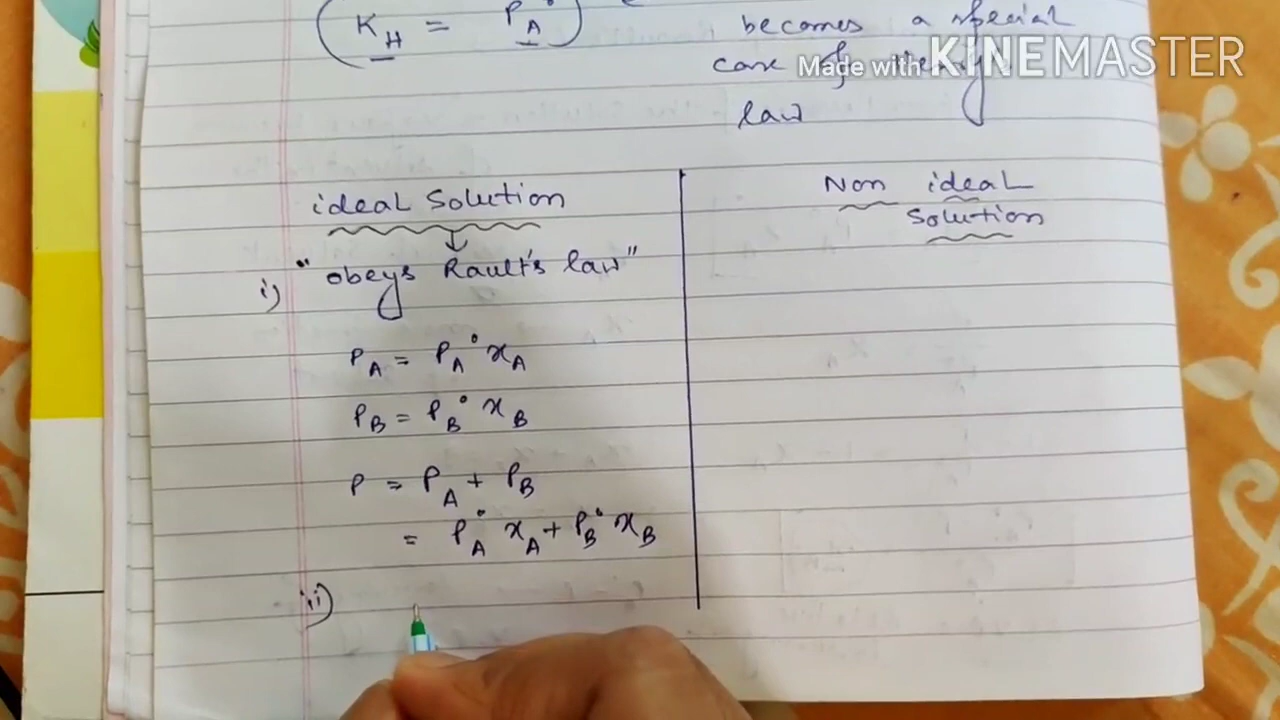 K_H = P_A°
becomes a special
case of
law
Made with KINEMASTER
ideal Solution
Non ideal
Solution
i) "obeys Rault's law"
P_A = P_A° x_A
P_B = P_B° x_B
P = P_A + P_B
= P_A° x_A + P_B° x_B
ii)